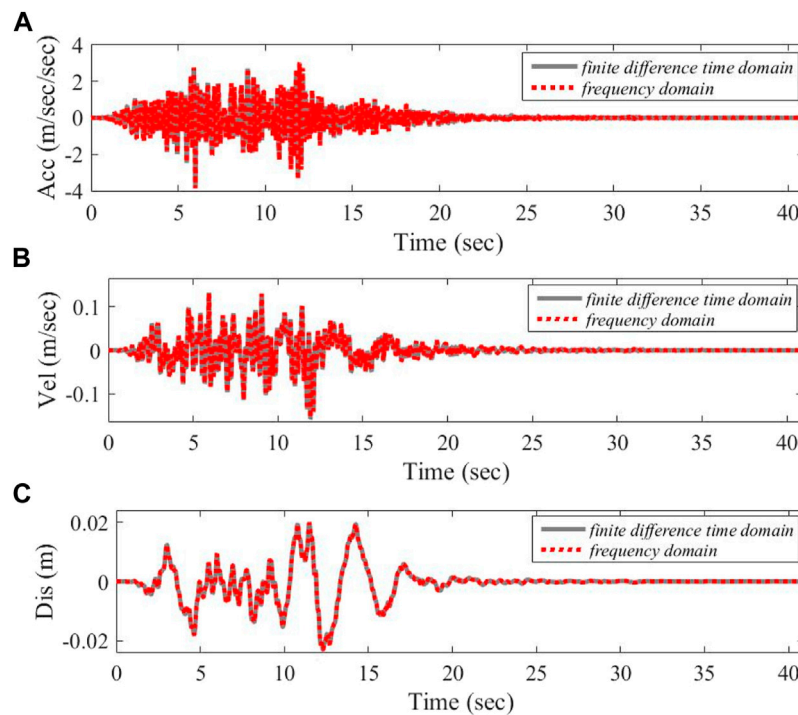 A
Acc (m/sec/sec)
4
2
0
-2
-4
finite difference time domain
frequency domain
0 5 10 15 20 25 30 35 40
Time (sec)
B
Vel (m/sec)
0.1
0
-0.1
finite difference time domain
frequency domain
0 5 10 15 20 25 30 35 40
Time (sec)
C
Dis (m)
0.02
0
-0.02
finite difference time domain
frequency domain
0 5 10 15 20 25 30 35 40
Time (sec)